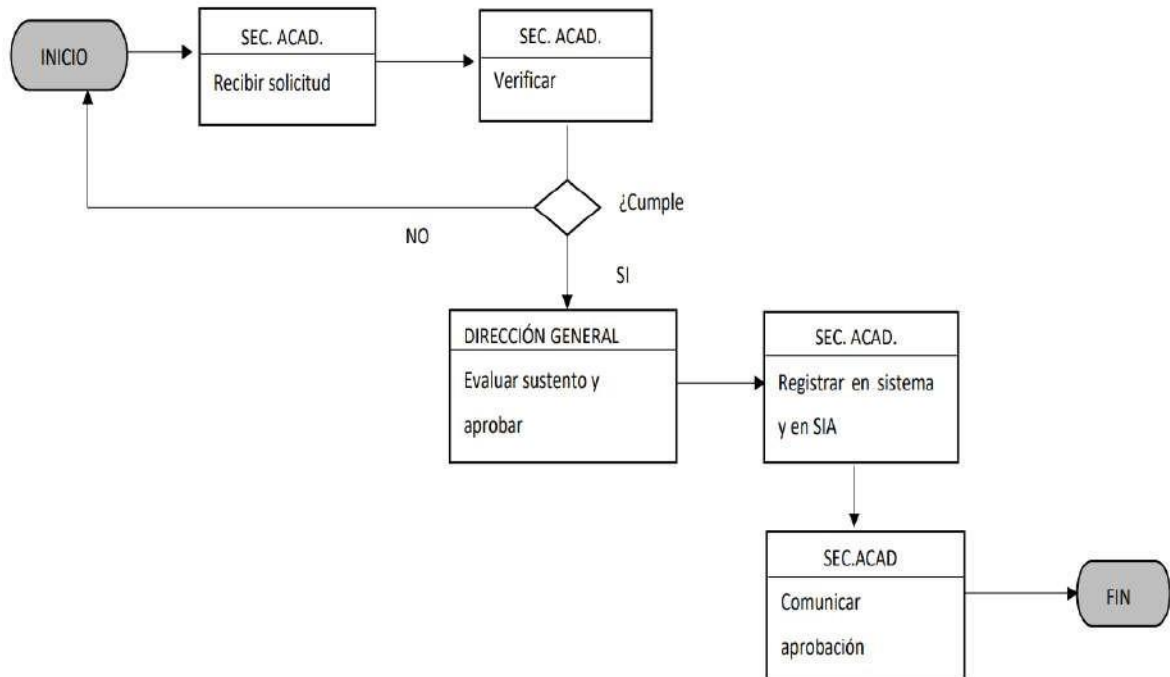 INICIO
SEC. ACAD.
Recibir solicitud
SEC. ACAD.
Verificar
¿Cumple
NO
SI
DIRECCIÓN GENERAL
Evaluar sustento y
aprobar
SEC. ACAD.
Registrar en sistema
y en SIA
SEC.ACAD
Comunicar
aprobación
FIN